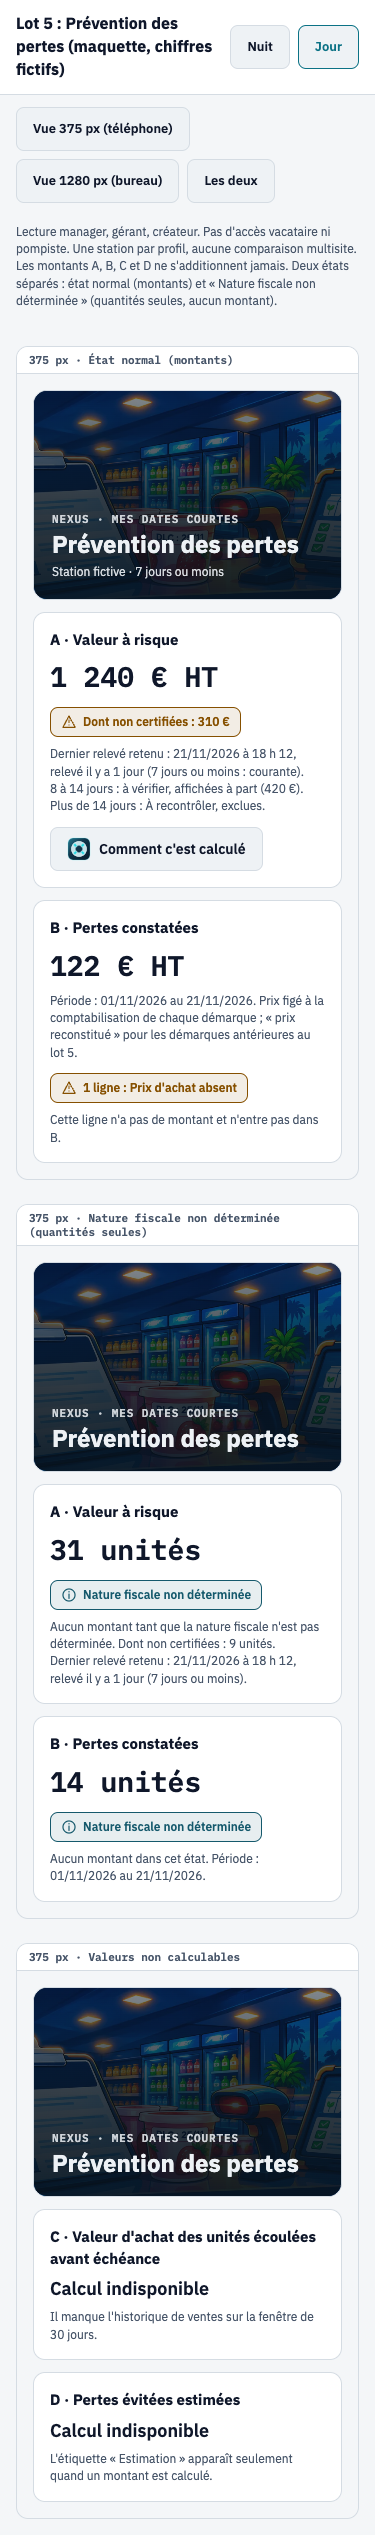 Lot 5 : Prévention des
pertes (maquette, chiffres
fictifs)
Nuit
Jour
Vue 375 px (téléphone)
Vue 1280 px (bureau)
Les deux
Lecture manager, gérant, créateur. Pas d'accès vacataire ni
pompiste. Une station par profil, aucune comparaison multisite.
Les montants A, B, C et D ne s'additionnent jamais. Deux états
séparés : état normal (montants) et « Nature fiscale non
déterminée » (quantités seules, aucun montant).
375 px · État normal (montants)
NEXUS · MES DATES COURTES
Prévention des pertes
Station fictive · 7 jours ou moins
A · Valeur à risque
1 240 € HT
Dont non certifiées : 310 €
Dernier relevé retenu : 21/11/2026 à 18 h 12,
relevé il y a 1 jour (7 jours ou moins : courante).
8 à 14 jours : à vérifier, affichées à part (420 €).
Plus de 14 jours : À recontrôler, exclues.
Comment c'est calculé
B · Pertes constatées
122 € HT
Période : 01/11/2026 au 21/11/2026. Prix figé à la
comptabilisation de chaque démarque ; « prix
reconstitué » pour les démarques antérieures au
lot 5.
1 ligne : Prix d'achat absent
Cette ligne n'a pas de montant et n'entre pas dans
B.
375 px · Nature fiscale non déterminée
(quantités seules)
NEXUS · MES DATES COURTES
Prévention des pertes
A · Valeur à risque
31 unités
Nature fiscale non déterminée
Aucun montant tant que la nature fiscale n'est pas
déterminée. Dont non certifiées : 9 unités.
Dernier relevé retenu : 21/11/2026 à 18 h 12,
relevé il y a 1 jour (7 jours ou moins).
B · Pertes constatées
14 unités
Nature fiscale non déterminée
Aucun montant dans cet état. Période :
01/11/2026 au 21/11/2026.
375 px · Valeurs non calculables
NEXUS · MES DATES COURTES
Prévention des pertes
C · Valeur d'achat des unités écoulées
avant échéance
Calcul indisponible
Il manque l'historique de ventes sur la fenêtre de
30 jours.
D · Pertes évitées estimées
Calcul indisponible
L'étiquette « Estimation » apparaît seulement
quand un montant est calculé.